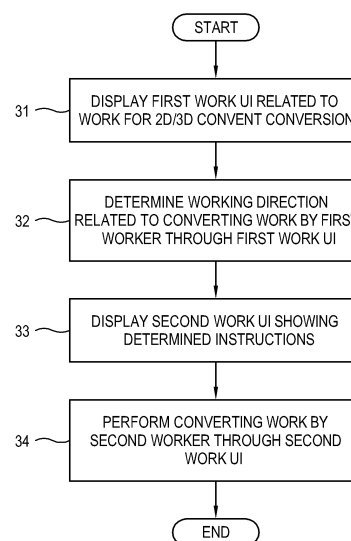 START
31
DISPLAY FIRST WORK UI RELATED TO
WORK FOR 2D/3D CONVENT CONVERSION
32
DETERMINE WORKING DIRECTION
RELATED TO CONVERTING WORK BY FIRST
WORKER THROUGH FIRST WORK UI
33
DISPLAY SECOND WORK UI SHOWING
DETERMINED INSTRUCTIONS
34
PERFORM CONVERTING WORK BY
SECOND WORKER THROUGH SECOND
WORK UI
END